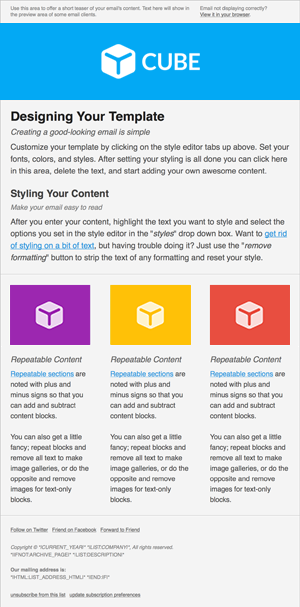 Use this area to offer a short teaser of your email's content. Text here will show in the preview area of some email clients.
Email not displaying correctly?
View it in your browser.
CUBE
Designing Your Template
Creating a good-looking email is simple
Customize your template by clicking on the style editor tabs up above. Set your
fonts, colors, and styles. After setting your styling is all done you can click here
in this area, delete the text, and start adding your own awesome content.
Styling Your Content
Make your email easy to read
After you enter your content, highlight the text you want to style and select the
options you set in the style editor in the "styles" drop down box. Want to get rid
of styling on a bit of text, but having trouble doing it? Just use the "remove
formatting" button to strip the text of any formatting and reset your style.
Repeatable Content
Repeatable sections are
noted with plus and
minus signs so that you
can add and subtract
content blocks.
You can also get a little
fancy; repeat blocks and
remove all text to make
image galleries, or do the
opposite and remove
images for text-only
blocks.
Repeatable Content
Repeatable sections are
noted with plus and
minus signs so that you
can add and subtract
content blocks.
You can also get a little
fancy; repeat blocks and
remove all text to make
image galleries, or do the
opposite and remove
images for text-only
blocks.
Repeatable Content
Repeatable sections are
noted with plus and
minus signs so that you
can add and subtract
content blocks.
You can also get a little
fancy; repeat blocks and
remove all text to make
image galleries, or do the
opposite and remove
images for text-only
blocks.
Follow on Twitter Friend on Facebook Forward to Friend
Copyright © *|CURRENT_YEAR|* *|LIST:COMPANY|*, All rights reserved.
*|IFNOT:ARCHIVE_PAGE|* *|LIST:DESCRIPTION|*
Our mailing address is:
*|HTML:LIST_ADDRESS_HTML|* *|END:IF|*
unsubscribe from this list update subscription preferences